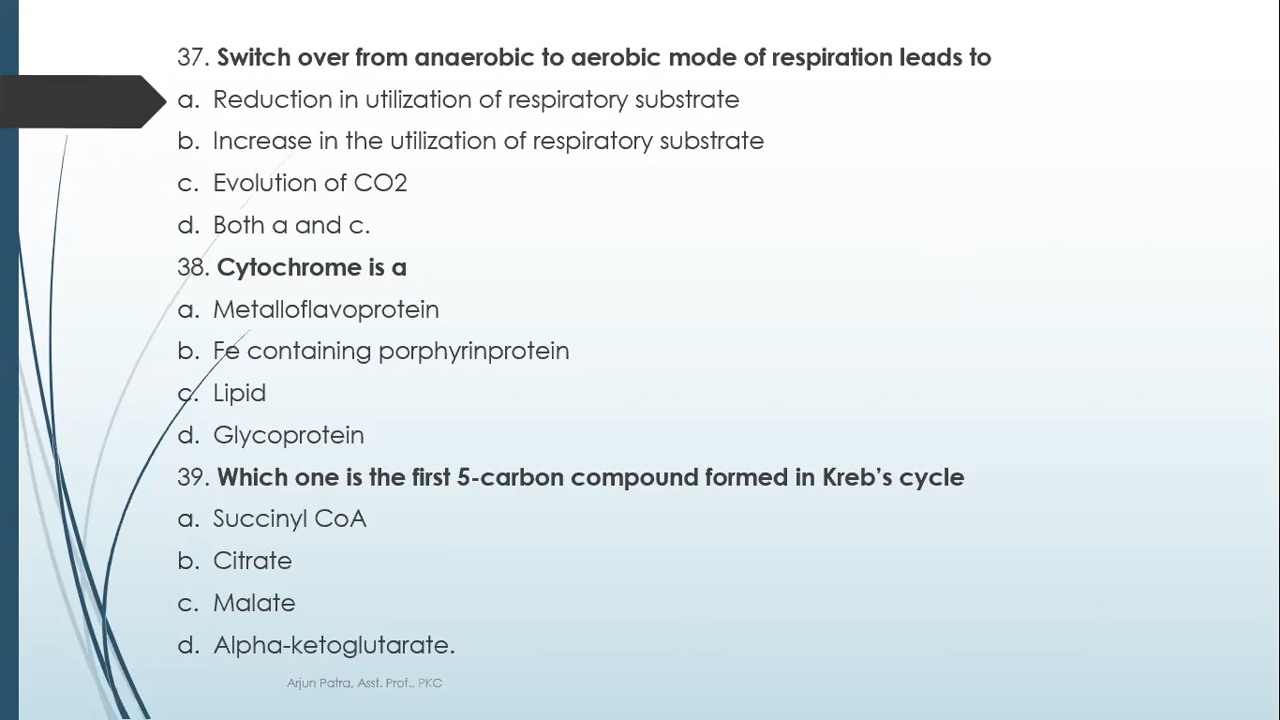 37. Switch over from anaerobic to aerobic mode of respiration leads to
a. Reduction in utilization of respiratory substrate
b. Increase in the utilization of respiratory substrate
c. Evolution of CO2
d. Both a and c.
38. Cytochrome is a
a. Metalloflavoprotein
b. Fe containing porphyrinprotein
c. Lipid
d. Glycoprotein
39. Which one is the first 5-carbon compound formed in Kreb’s cycle
a. Succinyl CoA
b. Citrate
c. Malate
d. Alpha-ketoglutarate.
Arjun Patra, Asst. Prof., PKC